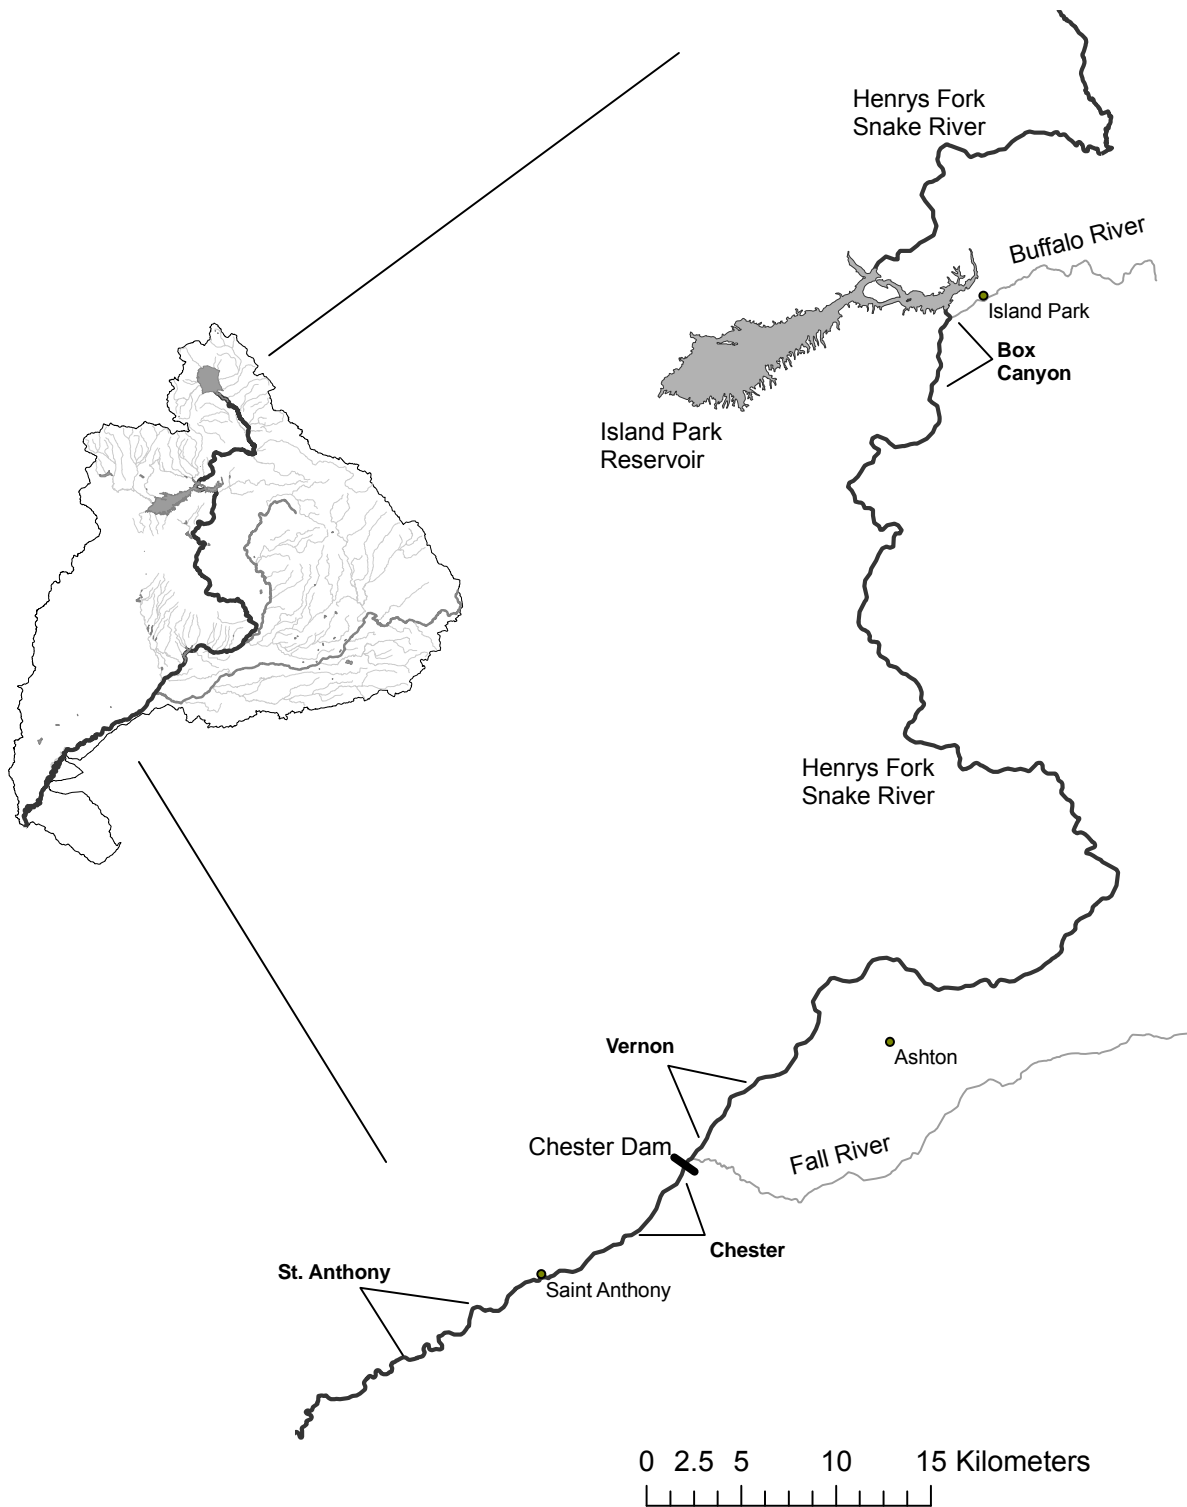 Henrys Fork
Snake River
Buffalo River
Island Park
Box
Canyon
Island Park
Reservoir
Henrys Fork
Snake River
Vernon
Ashton
Chester Dam
Fall River
Chester
St. Anthony
Saint Anthony
0 2.5 5 10 15 Kilometers